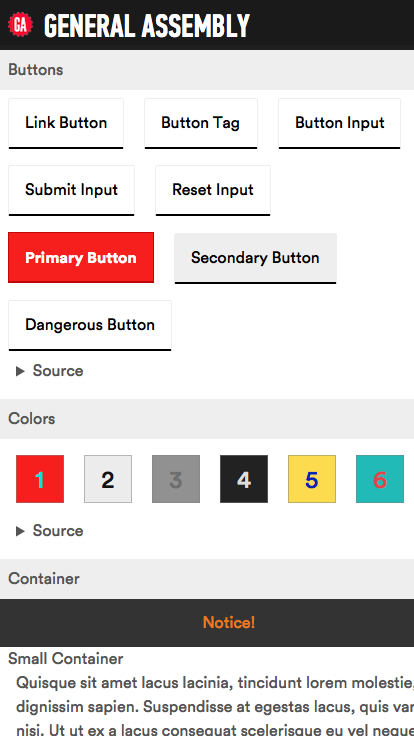 GA GENERAL ASSEMBLY
Buttons
Link Button Button Tag Button Input
Submit Input Reset Input
Primary Button Secondary Button
Dangerous Button
Source
Colors
1 2 3 4 5 6
Source
Container
Notice!
Small Container
Quisque sit amet lacus lacinia, tincidunt lorem molestie,
dignissim sapien. Suspendisse at egestas lacus, quis var
nisi. Ut ut ex a lacus consequat scelerisque eu vel neque